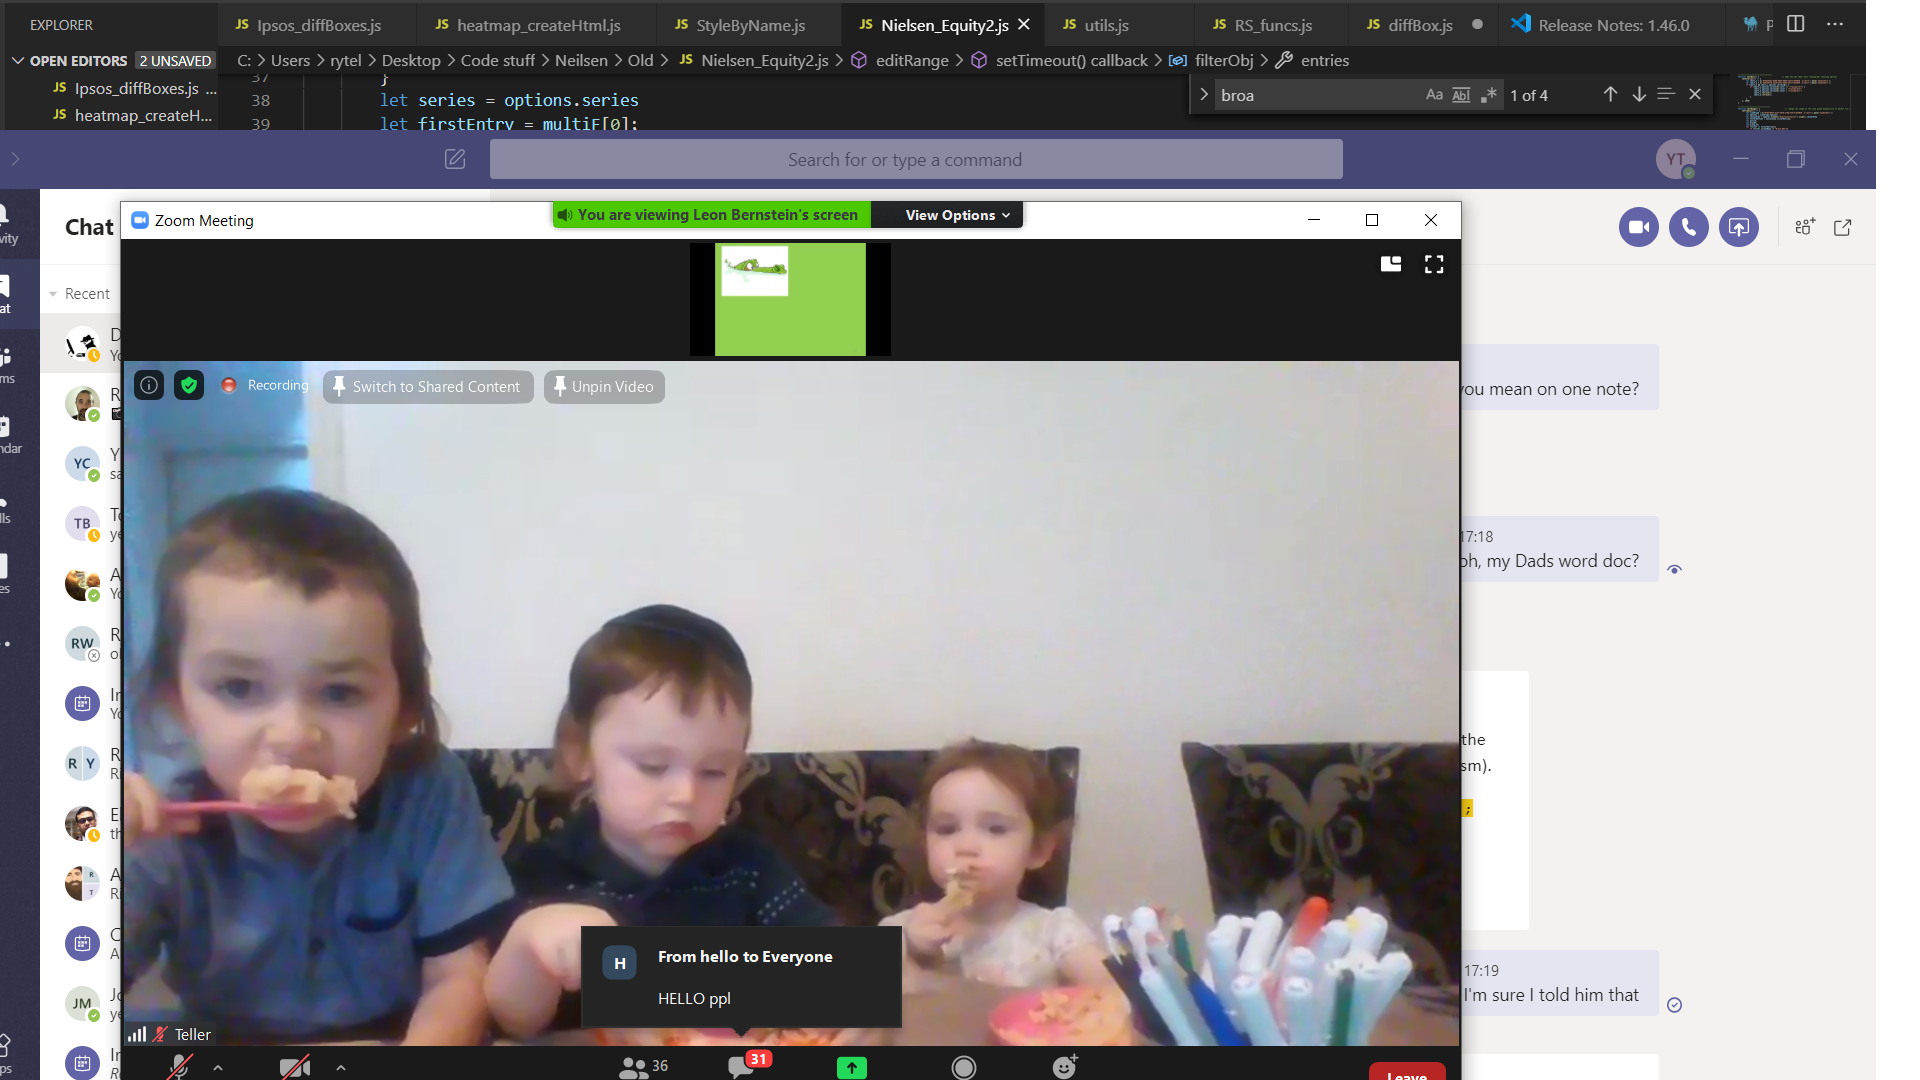 EXPLORER
JS Ipsos_diffBoxes.js JS heatmap_createHtml.js JS StyleByName.js JS Nielsen_Equity2.js JS utils.js JS RS_funcs.js JS diffBox.js Release Notes: 1.46.0
OPEN EDITORS 2 UNSAVED
C: > Users > rytel > Desktop > Code stuff > Neilsen > Old > JS Nielsen_Equity2.js > editRange > setTimeout() callback > filterObj > entries
JS Ipsos_diffBoxes.js ...
JS heatmap_createH...
37 }
38 let series = options.series
39 let firstEntry = multiF[0];
broa Aa Abl .* 1 of 4
Search for or type a command
YT
Chat
Recent
Zoom Meeting
You are viewing Leon Bernstein's screen View Options
Recording Switch to Shared Content Unpin Video
YC
TB
RW
R Y
JM
you mean on one note?
17:18
oh, my Dads word doc?
the
sm).
;
17:19
I'm sure I told him that
H From hello to Everyone
HELLO ppl
Teller
36
31
Leave